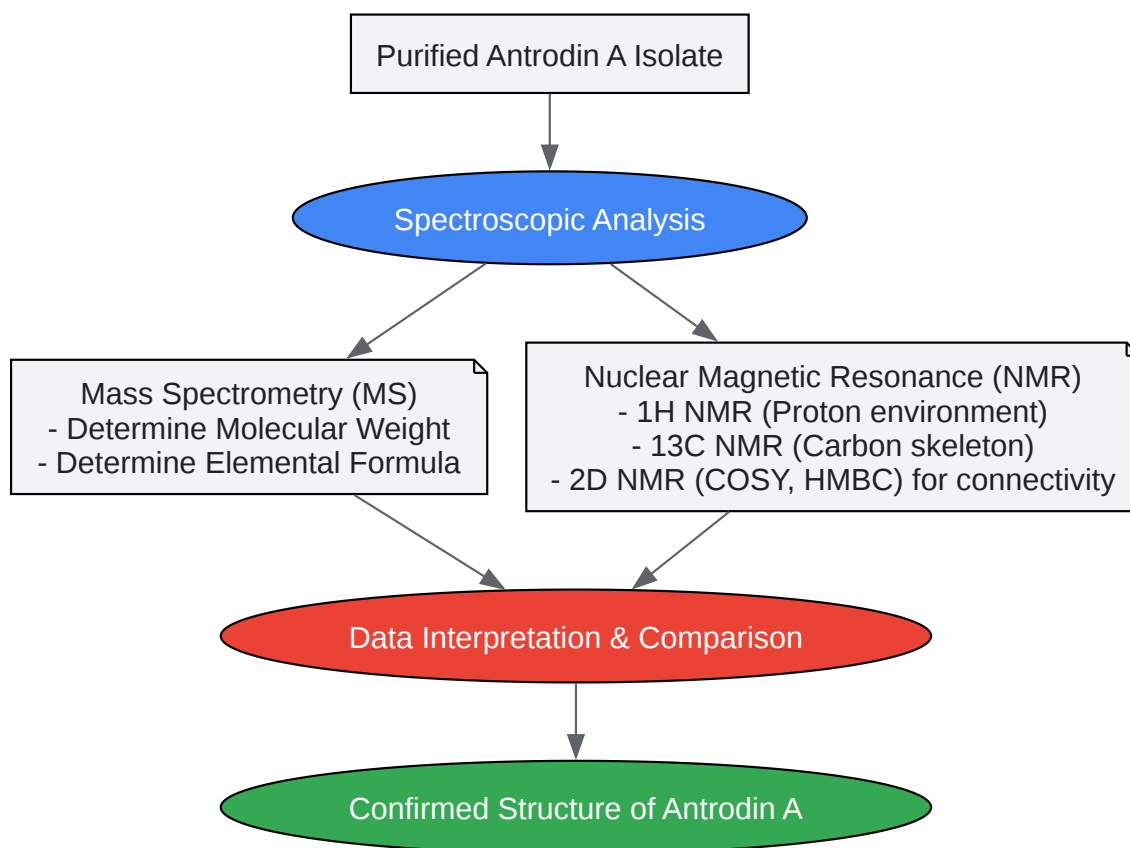 Purified Antrodin A Isolate
Spectroscopic Analysis
Mass Spectrometry (MS)
- Determine Molecular Weight
- Determine Elemental Formula
Nuclear Magnetic Resonance (NMR)
- 1H NMR (Proton environment)
- 13C NMR (Carbon skeleton)
- 2D NMR (COSY, HMBC) for connectivity
Data Interpretation & Comparison
Confirmed Structure of Antrodin A